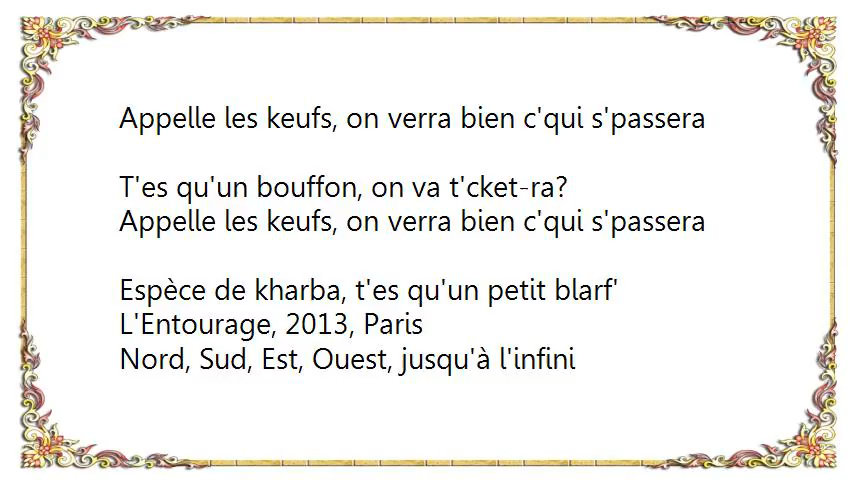 Appelle les keufs, on verra bien c'qui s'passera
T'es qu'un bouffon, on va t'cket-ra?
Appelle les keufs, on verra bien c'qui s'passera
Espèce de kharba, t'es qu'un petit blarf'
L'Entourage, 2013, Paris
Nord, Sud, Est, Ouest, jusqu'à l'infini